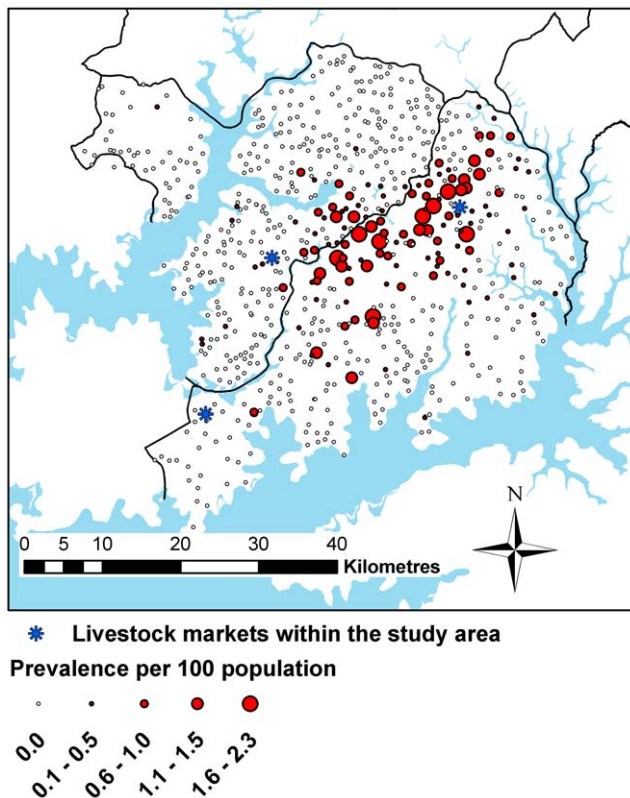 N
0 5 10 20 30 40
Kilometres
Livestock markets within the study area
Prevalence per 100 population
0.0
0.1 - 0.5
0.6 - 1.0
1.1 - 1.5
1.6 - 2.3